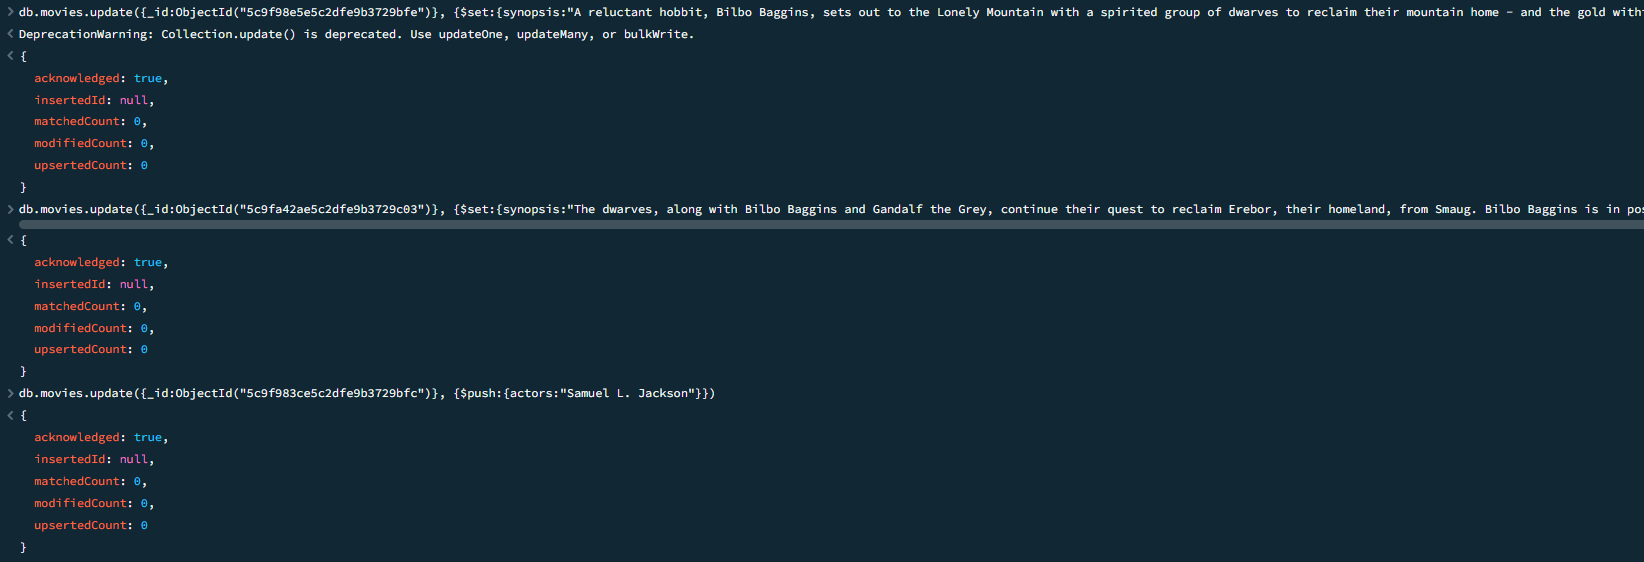 > db.movies.update({_id:ObjectId("5c9f98e5e5c2dfe9b3729bfe")}, {$set:{synopsis:"A reluctant hobbit, Bilbo Baggins, sets out to the Lonely Mountain with a spirited group of dwarves to reclaim their mountain home - and the gold with
< DeprecationWarning: Collection.update() is deprecated. Use updateOne, updateMany, or bulkWrite.
< {
acknowledged: true,
insertedId: null,
matchedCount: 0,
modifiedCount: 0,
upsertedCount: 0
}
> db.movies.update({_id:ObjectId("5c9fa42ae5c2dfe9b3729c03")}, {$set:{synopsis:"The dwarves, along with Bilbo Baggins and Gandalf the Grey, continue their quest to reclaim Erebor, their homeland, from Smaug. Bilbo Baggins is in pos
< {
acknowledged: true,
insertedId: null,
matchedCount: 0,
modifiedCount: 0,
upsertedCount: 0
}
> db.movies.update({_id:ObjectId("5c9f983ce5c2dfe9b3729bfc")}, {$push:{actors:"Samuel L. Jackson"}})
< {
acknowledged: true,
insertedId: null,
matchedCount: 0,
modifiedCount: 0,
upsertedCount: 0
}